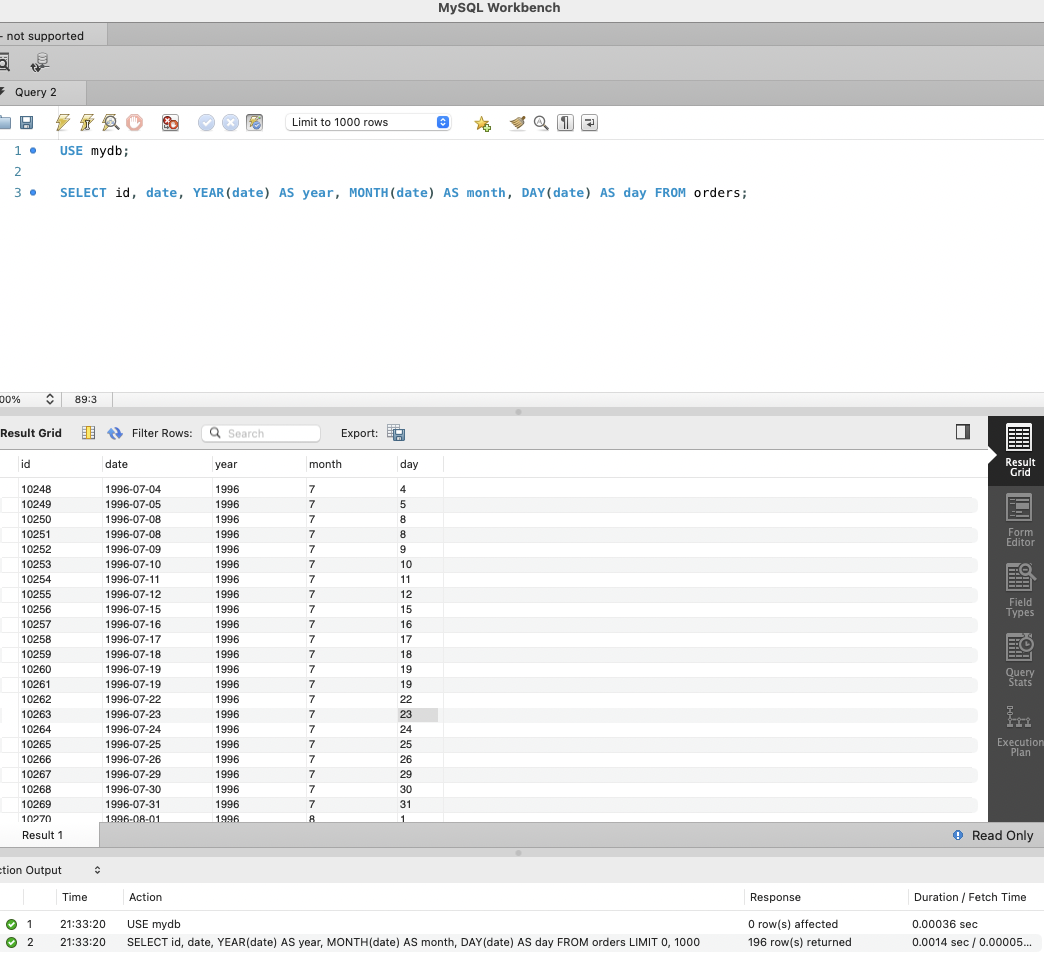 MySQL Workbench
- not supported
Query 2
Limit to 1000 rows
1 USE mydb;
2
3 SELECT id, date, YEAR(date) AS year, MONTH(date) AS month, DAY(date) AS day FROM orders;
00% 89:3
Result Grid Filter Rows: Search Export:
id date year month day
10248 1996-07-04 1996 7 4
10249 1996-07-05 1996 7 5
10250 1996-07-08 1996 7 8
10251 1996-07-08 1996 7 8
10252 1996-07-09 1996 7 9
10253 1996-07-10 1996 7 10
10254 1996-07-11 1996 7 11
10255 1996-07-12 1996 7 12
10256 1996-07-15 1996 7 15
10257 1996-07-16 1996 7 16
10258 1996-07-17 1996 7 17
10259 1996-07-18 1996 7 18
10260 1996-07-19 1996 7 19
10261 1996-07-19 1996 7 19
10262 1996-07-22 1996 7 22
10263 1996-07-23 1996 7 23
10264 1996-07-24 1996 7 24
10265 1996-07-25 1996 7 25
10266 1996-07-26 1996 7 26
10267 1996-07-29 1996 7 29
10268 1996-07-30 1996 7 30
10269 1996-07-31 1996 7 31
10270 1996-08-01 1996 8 1
Result
Grid
Form
Editor
Field
Types
Query
Stats
Execution
Plan
Result 1 Read Only
ction Output
Time Action Response Duration / Fetch Time
1 21:33:20 USE mydb 0 row(s) affected 0.00036 sec
2 21:33:20 SELECT id, date, YEAR(date) AS year, MONTH(date) AS month, DAY(date) AS day FROM orders LIMIT 0, 1000 196 row(s) returned 0.0014 sec / 0.00005...